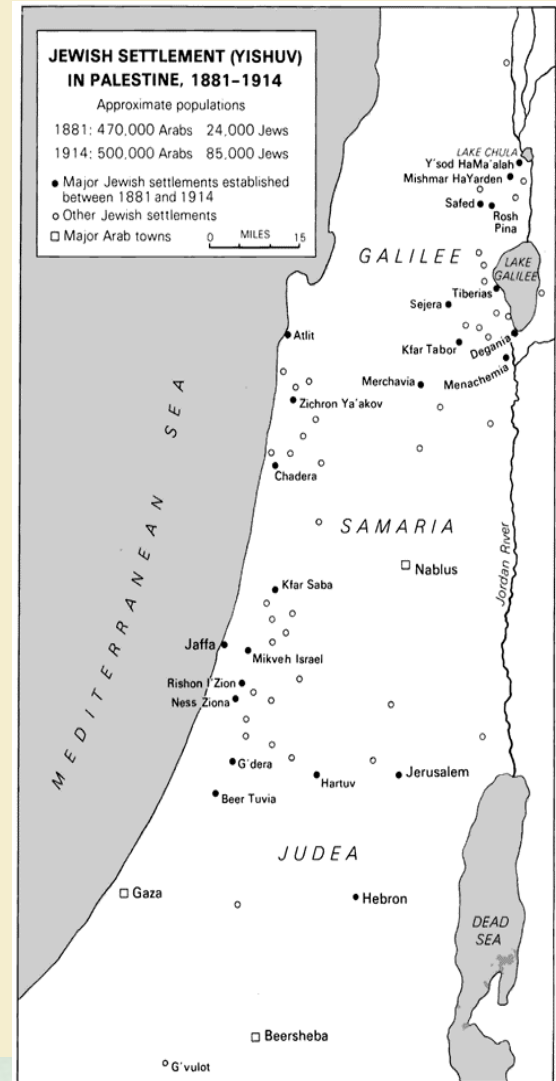 JEWISH SETTLEMENT (YISHUV)
IN PALESTINE, 1881–1914
Approximate populations
1881: 470,000 Arabs 24,000 Jews
1914: 500,000 Arabs 85,000 Jews
● Major Jewish settlements established
between 1881 and 1914
○ Other Jewish settlements
□ Major Arab towns
0 MILES 15
LAKE CHULA
Y'sod HaMa'alah
Mishmar HaYarden
Safed
Rosh
Pina
GALILEE
LAKE
GALILEE
Tiberias
Sejera
Atlit
Degania
Kfar Tabor
Menachemia
Merchavia
Zichron Ya'akov
Chadera
MEDITERRANEAN SEA
SAMARIA
Jordan River
Nablus
Kfar Saba
Jaffa
Mikveh Israel
Rishon l'Zion
Ness Ziona
G'dera
Hartuv
Jerusalem
Beer Tuvia
JUDEA
Gaza
Hebron
DEAD
SEA
Beersheba
G'vulot